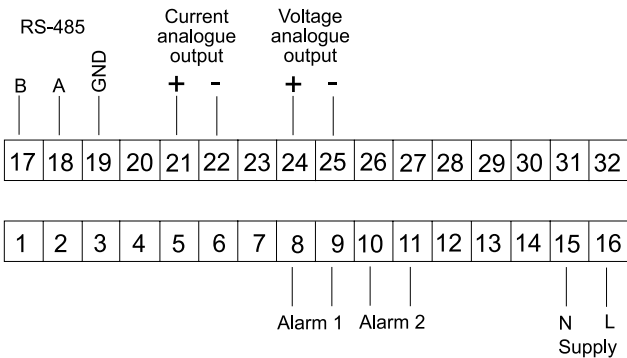 RS-485
Current
analogue
output
Voltage
analogue
output
B A GND + - + -
17 18 19 20 21 22 23 24 25 26 27 28 29 30 31 32
1 2 3 4 5 6 7 8 9 10 11 12 13 14 15 16
Alarm 1 Alarm 2 N L
Supply